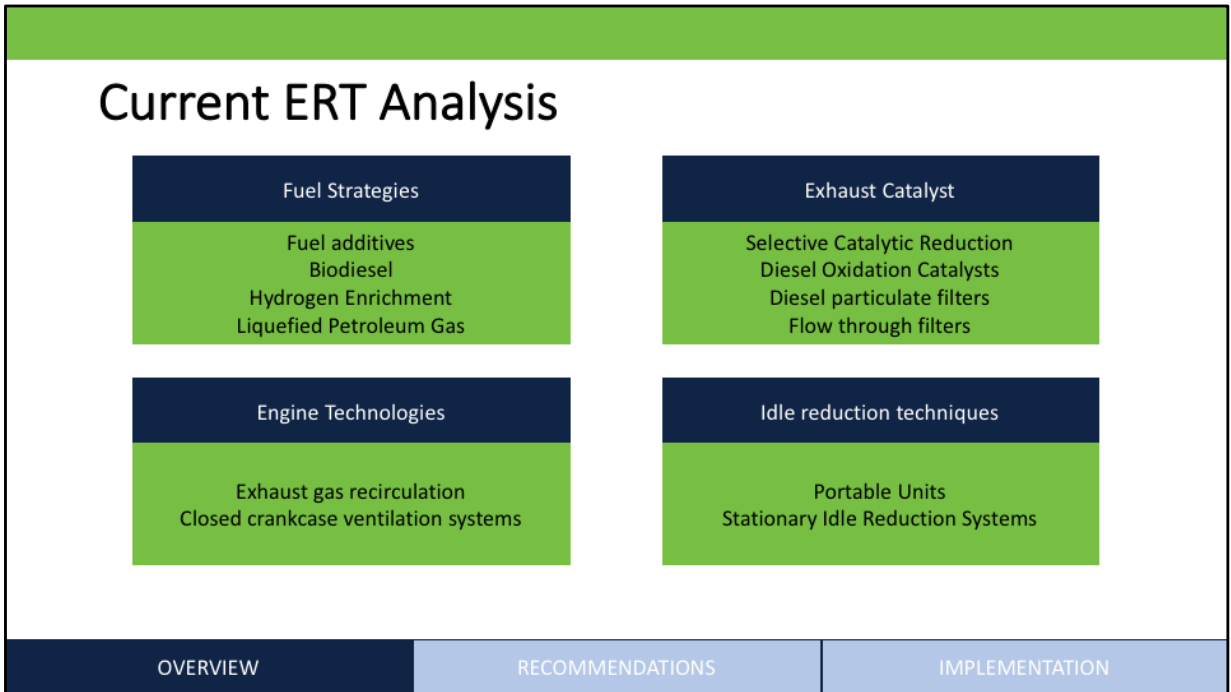 Current ERT Analysis
Fuel Strategies
Fuel additives
Biodiesel
Hydrogen Enrichment
Liquefied Petroleum Gas
Exhaust Catalyst
Selective Catalytic Reduction
Diesel Oxidation Catalysts
Diesel particulate filters
Flow through filters
Engine Technologies
Exhaust gas recirculation
Closed crankcase ventilation systems
Idle reduction techniques
Portable Units
Stationary Idle Reduction Systems
OVERVIEW
RECOMMENDATIONS
IMPLEMENTATION